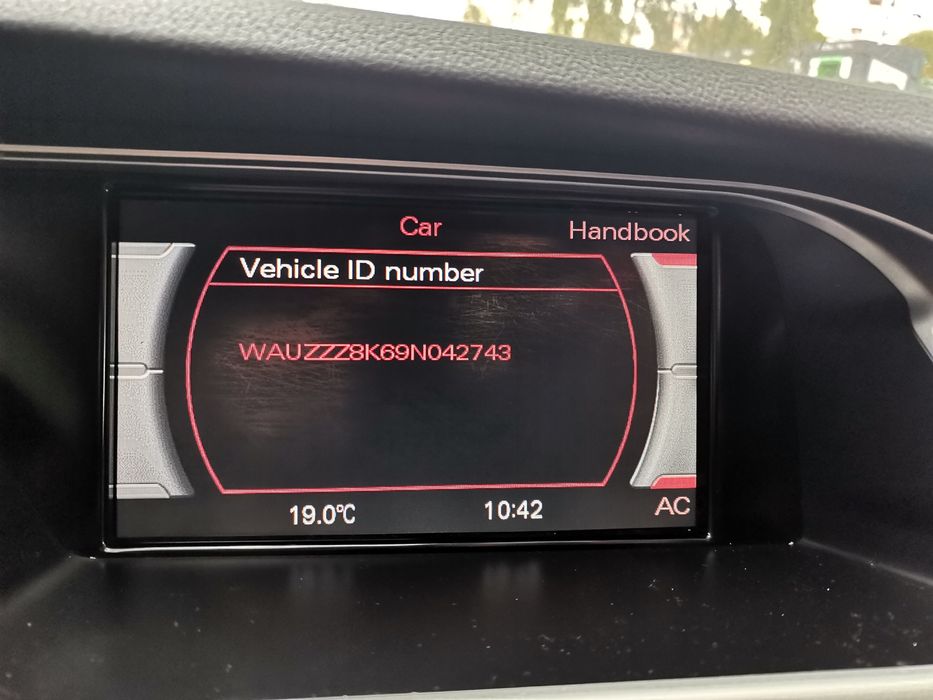 Car
Handbook
Vehicle ID number
WAUZZZ8K69N042743
19.0°C
10:42
AC